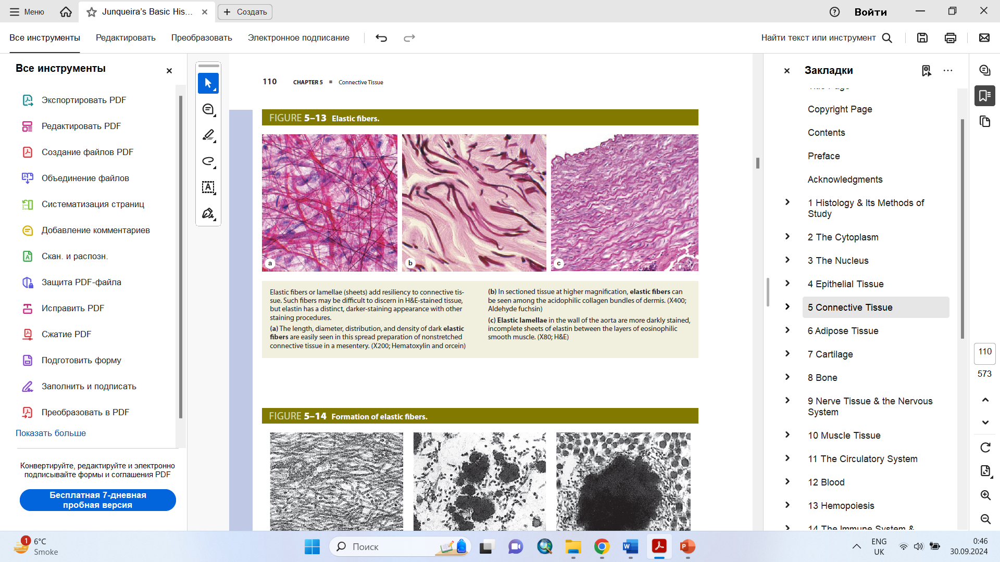 Меню
Junqueira's Basic His...
Создать
Войти
Все инструменты
Редактировать
Преобразовать
Электронное подписание
Найти текст или инструмент
Все инструменты
Экспортировать PDF
Редактировать PDF
Создание файлов PDF
Объединение файлов
Систематизация страниц
Добавление комментариев
Скан. и распозн.
Защита PDF-файла
Исправить PDF
Сжатие PDF
Подготовить форму
Заполнить и подписать
Преобразовать в PDF
Показать больше
Конвертируйте, редактируйте и электронно
подписывайте формы и соглашения PDF
Бесплатная 7-дневная
пробная версия
110 CHAPTER 5 ■ Connective Tissue
FIGURE 5–13 Elastic fibers.
a
b
c
Elastic fibers or lamellae (sheets) add resiliency to connective tis-
sue. Such fibers may be difficult to discern in H&E-stained tissue,
but elastin has a distinct, darker-staining appearance with other
staining procedures.
(a) The length, diameter, distribution, and density of dark elastic
fibers are easily seen in this spread preparation of nonstretched
connective tissue in a mesentery. (X200; Hematoxylin and orcein)
(b) In sectioned tissue at higher magnification, elastic fibers can
be seen among the acidophilic collagen bundles of dermis. (X400;
Aldehyde fuchsin)
(c) Elastic lamellae in the wall of the aorta are more darkly stained,
incomplete sheets of elastin between the layers of eosinophilic
smooth muscle. (X80; H&E)
FIGURE 5–14 Formation of elastic fibers.
Закладки
Title Page
Copyright Page
Contents
Preface
Acknowledgments
1 Histology & Its Methods of
Study
2 The Cytoplasm
3 The Nucleus
4 Epithelial Tissue
5 Connective Tissue
6 Adipose Tissue
7 Cartilage
8 Bone
9 Nerve Tissue & the Nervous
System
10 Muscle Tissue
11 The Circulatory System
12 Blood
13 Hemopoiesis
14 The Immune System &
110
573
1
6°C
Smoke
Поиск
ENG
UK
0:46
30.09.2024